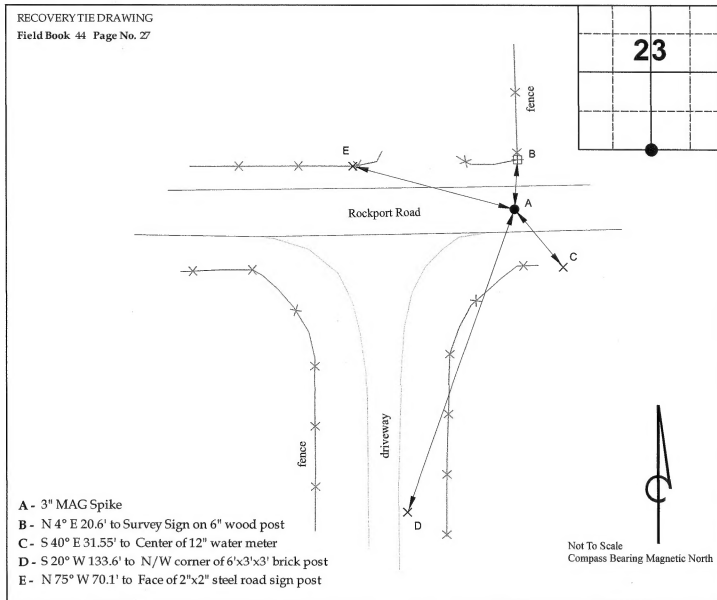 RECOVERY TIE DRAWING
Field Book 44 Page No. 27
23
fence
E
B
A
Rockport Road
C
fence
driveway
D
A - 3" MAG Spike
B - N 4° E 20.6' to Survey Sign on 6" wood post
C - S 40° E 31.55' to Center of 12" water meter
D - S 20° W 133.6' to N/W corner of 6'x3'x3' brick post
E - N 75° W 70.1' to Face of 2"x2" steel road sign post
Not To Scale
Compass Bearing Magnetic North